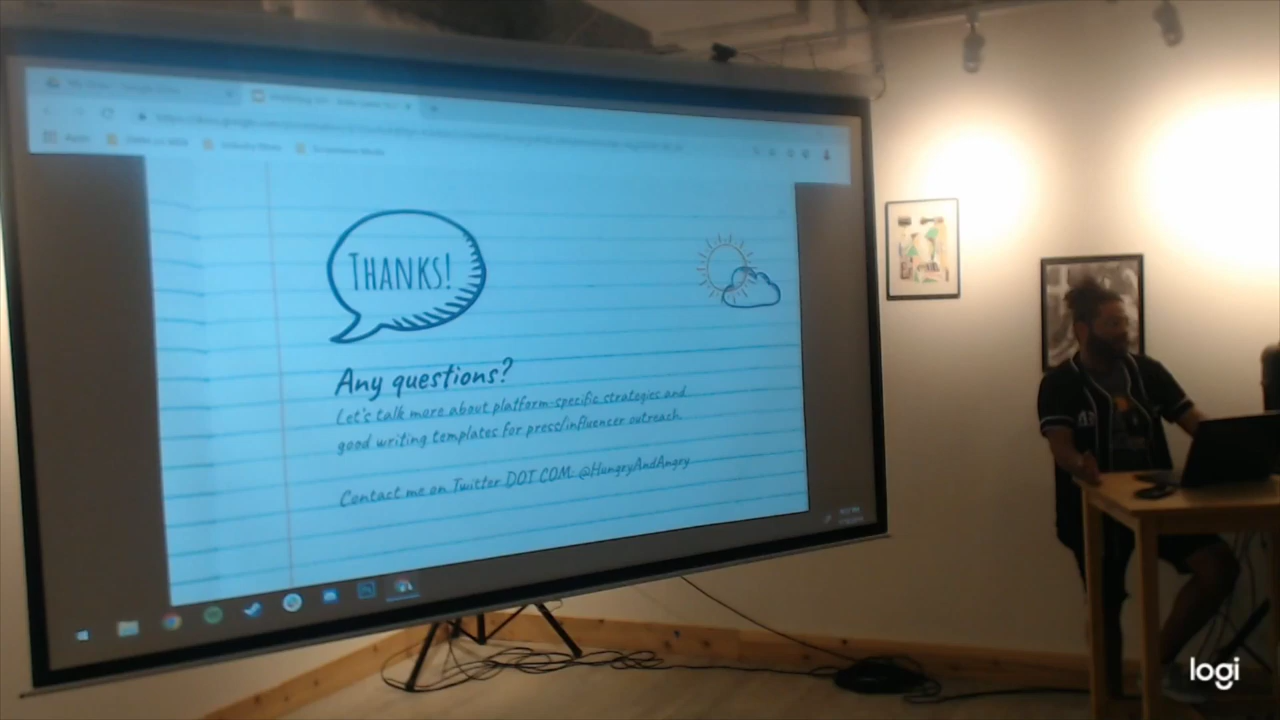 THANKS!
Any questions?
Let's talk more about platform-specific strategies and
good writing templates for press/influencer outreach.
Contact me on Twitter DOT COM: @HungryAndAngry
logi